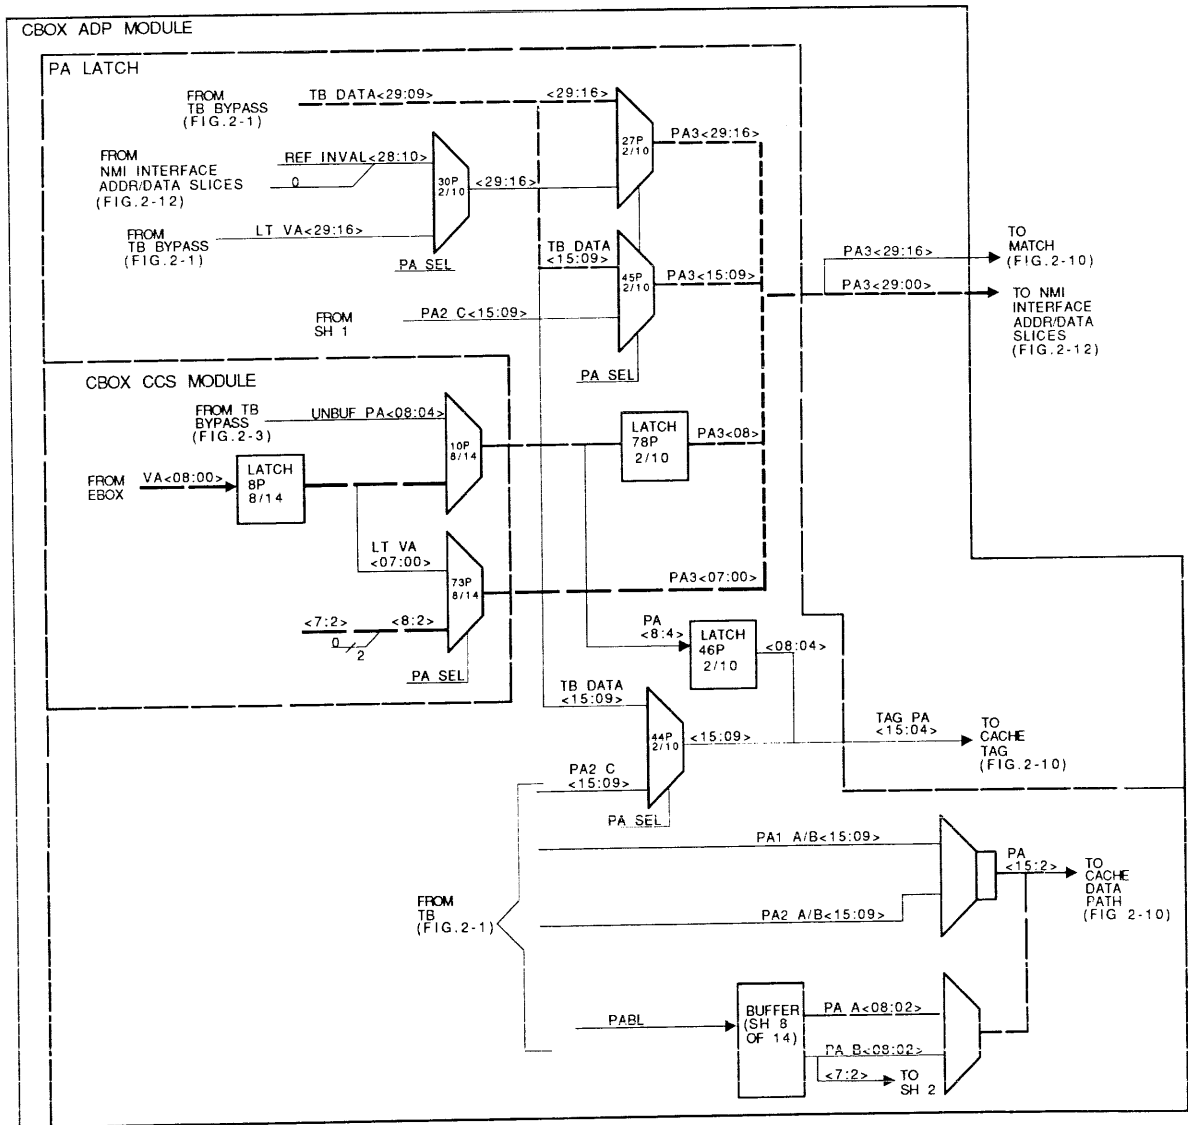 CBOX ADP MODULE
PA LATCH
FROM
TB BYPASS
(FIG.2-1)
TB DATA<29:09>
<29:16>
27P
2/10
PA3<29:16>
FROM
NMI INTERFACE
ADDR/DATA SLICES
(FIG.2-12)
REF INVAL<28:10>
0
30P
2/10
<29:16>
FROM
TB BYPASS
(FIG.2-1)
LT VA<29:16>
PA SEL
TB DATA
<15:09>
45P
2/10
PA3<15:09>
FROM
SH 1
PA2 C<15:09>
PA SEL
PA3<29:16>
TO
MATCH
(FIG.2-10)
PA3<29:00>
TO NMI
INTERFACE
ADDR/DATA
SLICES
(FIG.2-12)
CBOX CCS MODULE
FROM TB
BYPASS
(FIG.2-3)
UNBUF PA<08:04>
10P
8/14
LATCH
78P
2/10
PA3<08>
FROM
EBOX
VA<08:00>
LATCH
8P
8/14
LT VA
<07:00>
73P
8/14
PA3<07:00>
<7:2>
<8:2>
0
2
PA SEL
PA
<8:4>
LATCH
46P
2/10
<08:04>
TB DATA
<15:09>
44P
2/10
<15:09>
TAG PA
<15:04>
TO
CACHE
TAG
(FIG.2-10)
PA2 C
<15:09>
PA SEL
PA1 A/B<15:09>
PA
<15:2>
TO
CACHE
DATA
PATH
(FIG 2-10)
FROM
TB
(FIG.2-1)
PA2 A/B<15:09>
PABL
BUFFER
(SH 8
OF 14)
PA A<08:02>
PA B<08:02>
<7:2>
TO
SH 2